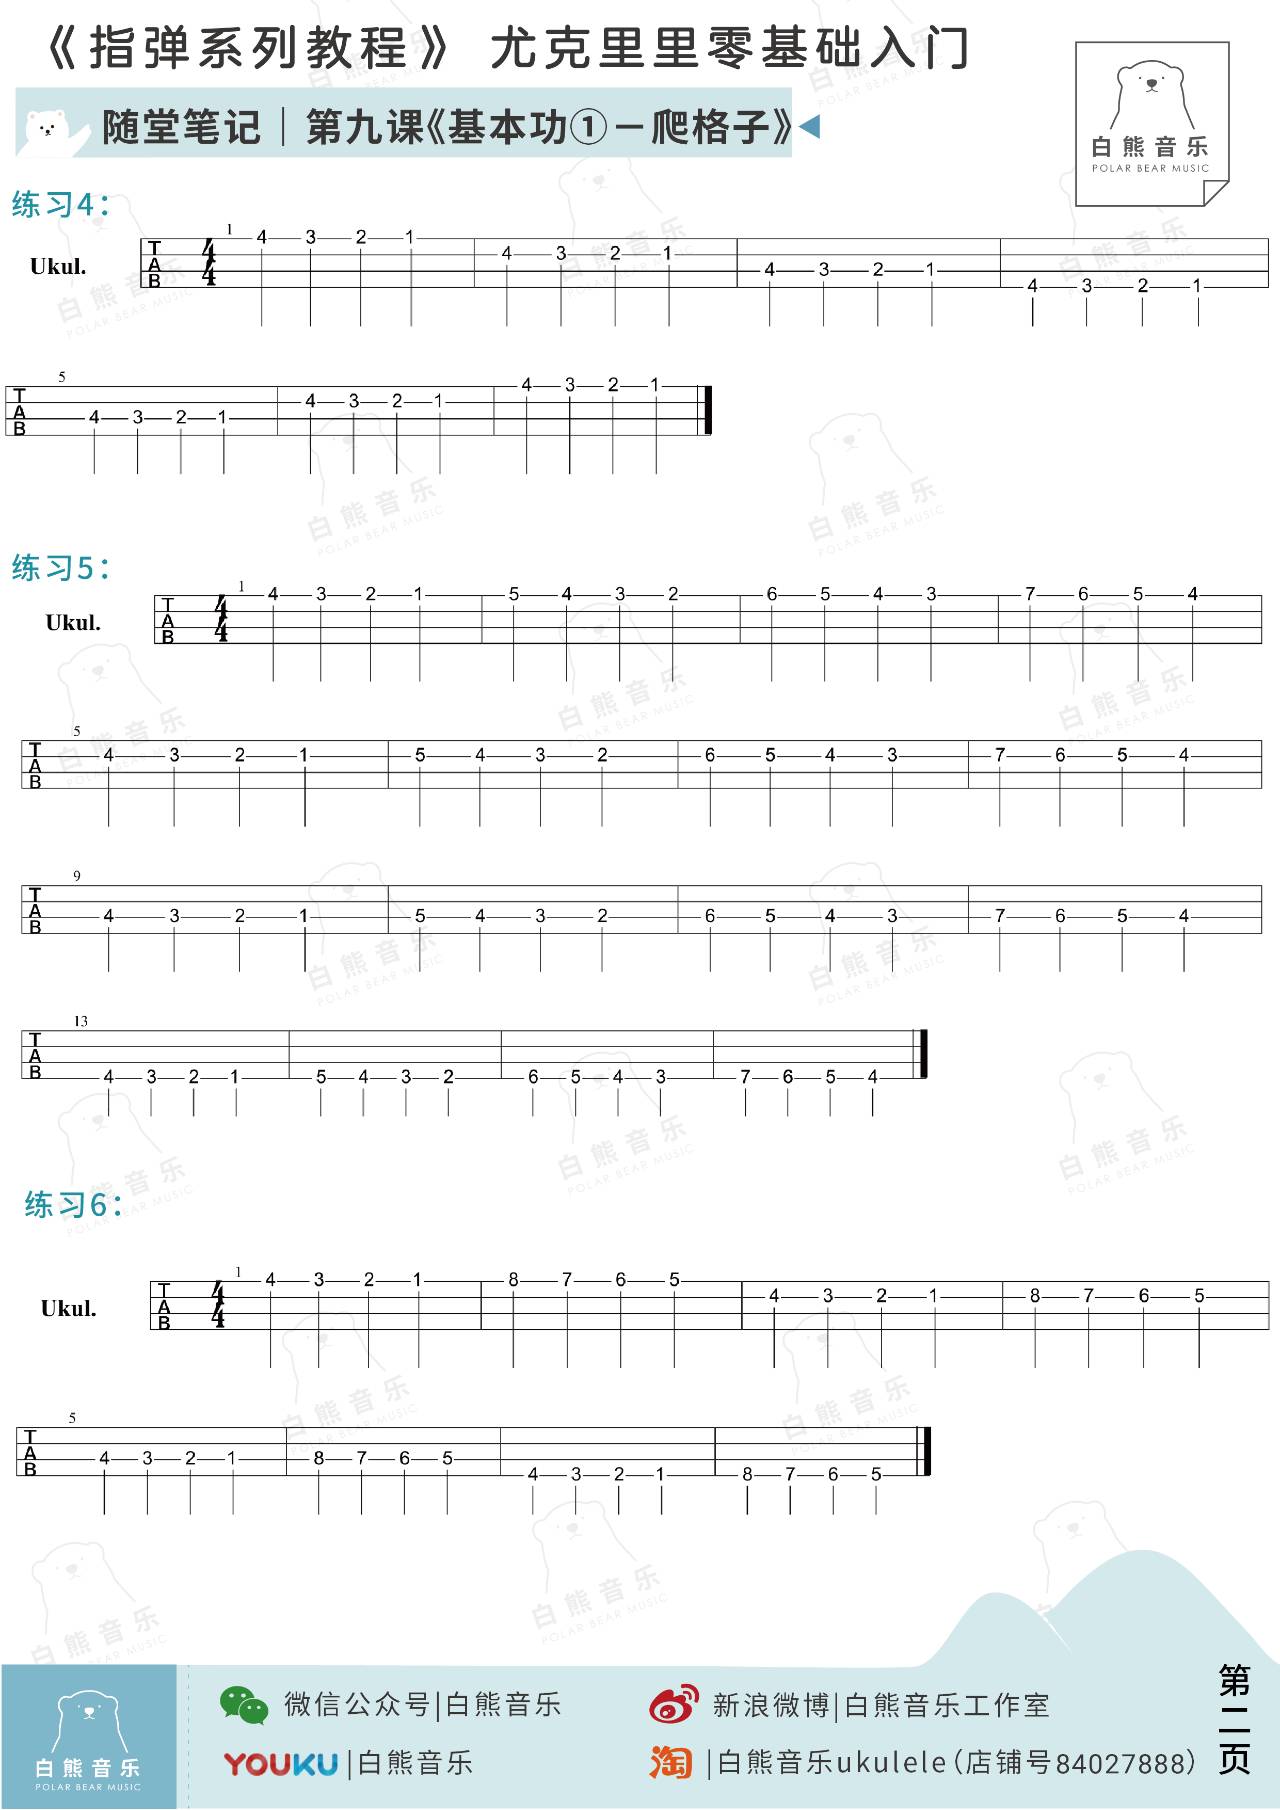 《指弹系列教程》 尤克里里零基础入门
随堂笔记｜第九课《基本功①－爬格子》
白熊音乐
POLAR BEAR MUSIC
练习4：
Ukul.
TAB 4/4
1
4 3 2 1 4 3 2 1 4 3 2 1 4 3 2 1
5
TAB
4 3 2 1 4 3 2 1 4 3 2 1
练习5：
Ukul.
TAB 4/4
1
4 3 2 1 5 4 3 2 6 5 4 3 7 6 5 4
5
TAB
4 3 2 1 5 4 3 2 6 5 4 3 7 6 5 4
9
TAB
4 3 2 1 5 4 3 2 6 5 4 3 7 6 5 4
13
TAB
4 3 2 1 5 4 3 2 6 5 4 3 7 6 5 4
练习6：
Ukul.
TAB 4/4
1
4 3 2 1 8 7 6 5 4 3 2 1 8 7 6 5
5
TAB
4 3 2 1 8 7 6 5 4 3 2 1 8 7 6 5
白熊音乐
POLAR BEAR MUSIC
微信公众号|白熊音乐
新浪微博|白熊音乐工作室
YOUKU|白熊音乐
淘|白熊音乐ukulele（店铺号84027888）
第二页